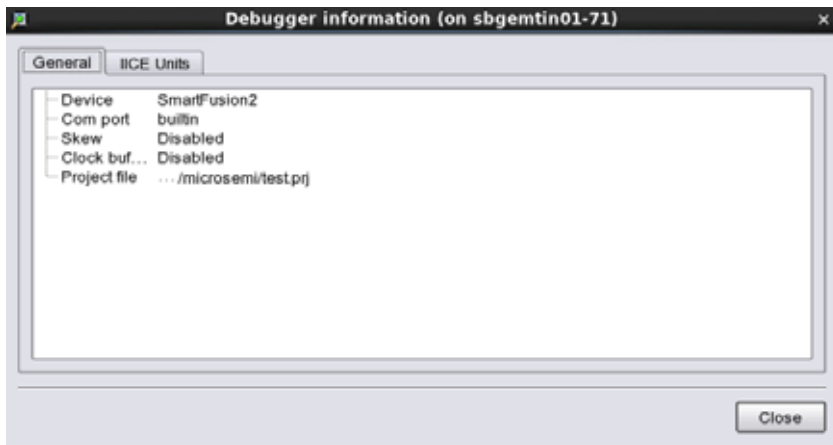 Debugger information (on sbgemtin01-71)
General IICE Units
Device SmartFusion2
Com port builtin
Skew Disabled
Clock buf... Disabled
Project file .../microsemi/test.prj
Close